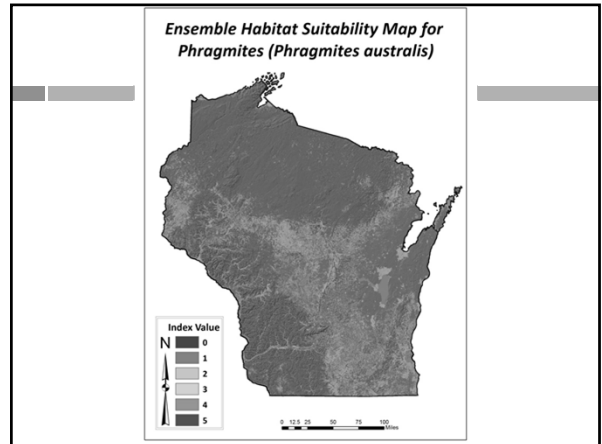 Ensemble Habitat Suitability Map for
Phragmites (Phragmites australis)
Index Value
N
0
1
2
3
4
5
0 12.5 25 50 75 100
Miles